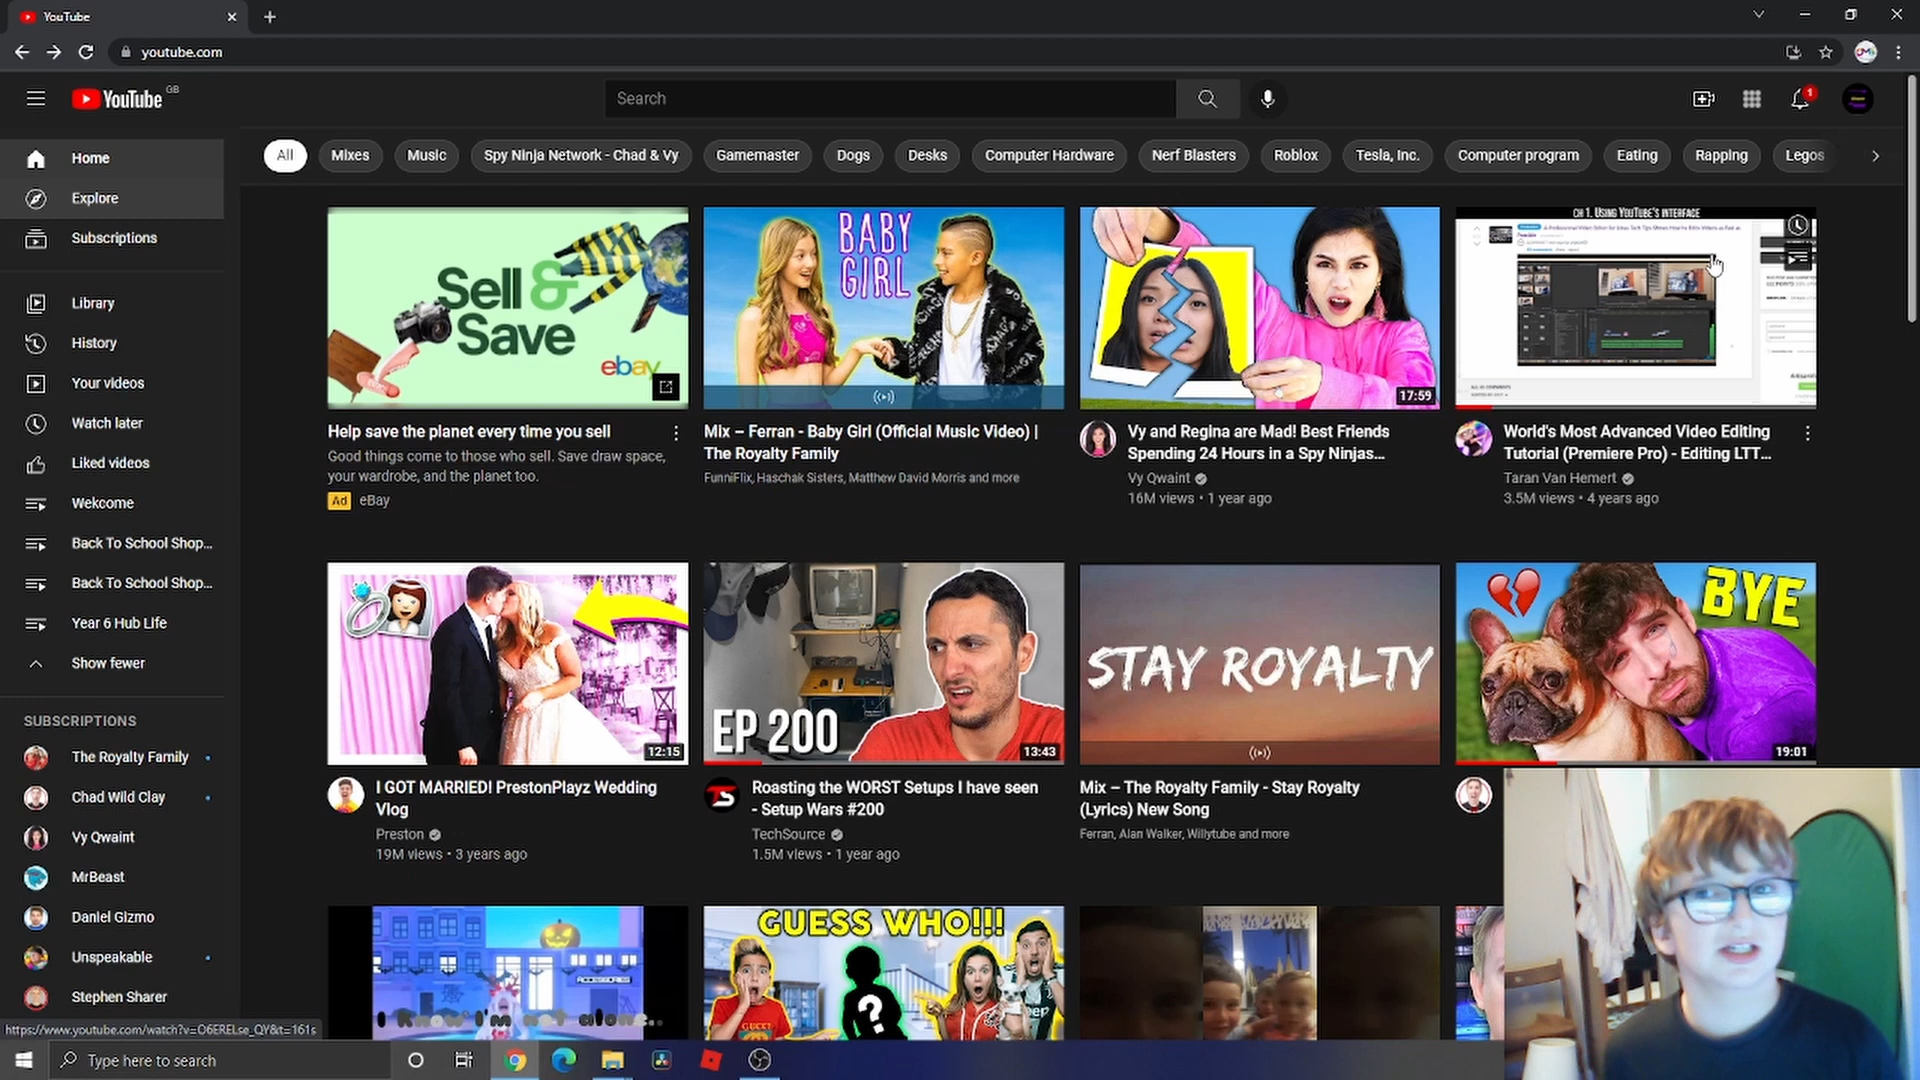 YouTube
youtube.com
YouTube GB
Search
1
Home
Explore
Subscriptions
Library
History
Your videos
Watch later
Liked videos
Welcome
Back To School Shop...
Back To School Shop...
Year 6 Hub Life
Show fewer
SUBSCRIPTIONS
The Royalty Family
Chad Wild Clay
Vy Qwaint
MrBeast
Daniel Gizmo
Unspeakable
Stephen Sharer
All
Mixes
Music
Spy Ninja Network - Chad & Vy
Gamemaster
Dogs
Desks
Computer Hardware
Nerf Blasters
Roblox
Tesla, Inc.
Computer program
Eating
Rapping
Legos
Sell &
Save
ebay
Help save the planet every time you sell
Good things come to those who sell. Save draw space,
your wardrobe, and the planet too.
Ad eBay
BABY
GIRL
Mix – Ferran - Baby Girl (Official Music Video) |
The Royalty Family
FunniFlix, Haschak Sisters, Matthew David Morris and more
17:59
Vy and Regina are Mad! Best Friends
Spending 24 Hours in a Spy Ninjas...
Vy Qwaint
16M views • 1 year ago
CH 1. USING YOUTUBE'S INTERFACE
World's Most Advanced Video Editing
Tutorial (Premiere Pro) - Editing LTT...
Taran Van Hemert
3.5M views • 4 years ago
12:15
I GOT MARRIED! PrestonPlayz Wedding
Vlog
Preston
19M views • 3 years ago
EP 200
13:43
Roasting the WORST Setups I have seen
- Setup Wars #200
TechSource
1.5M views • 1 year ago
STAY ROYALTY
Mix – The Royalty Family - Stay Royalty
(Lyrics) New Song
Ferran, Alan Walker, Willytube and more
BYE
19:01
ACCESSORIES
I know I'm not alone..
GUESS WHO!!!
?
GUCCI
https://www.youtube.com/watch?v=O6ERELse_QY&t=161s
Type here to search